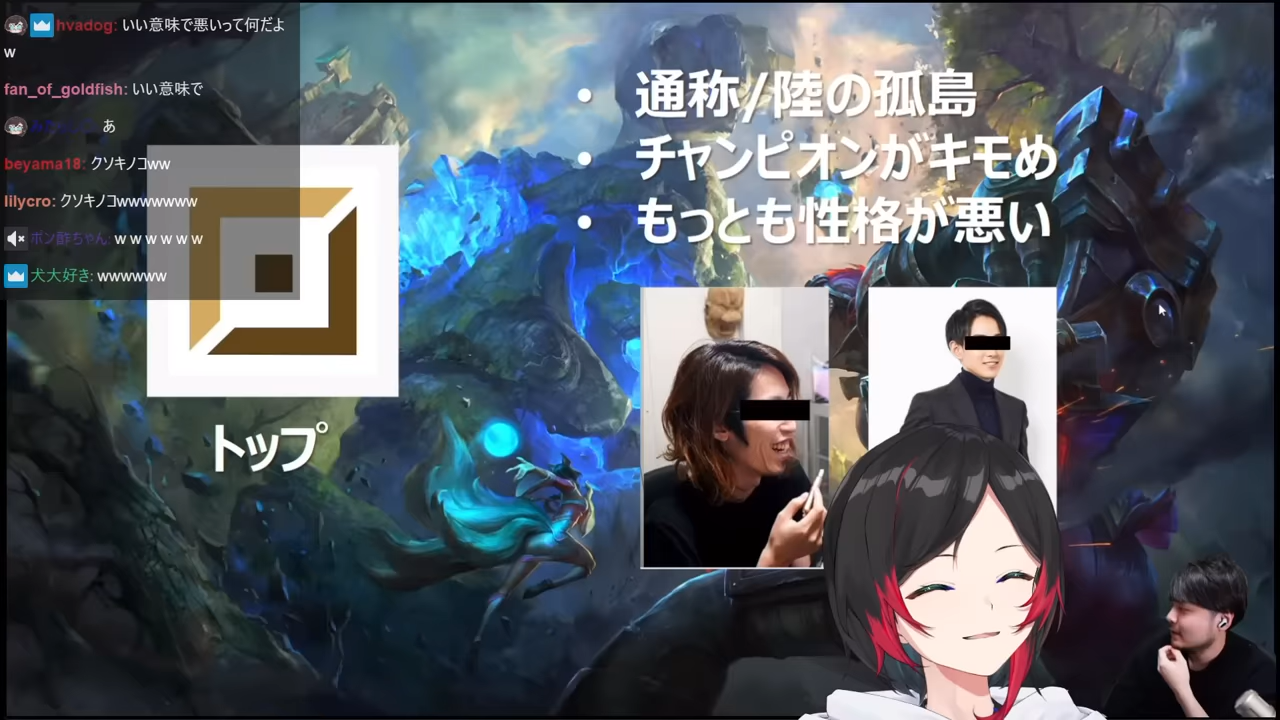 hvadog: いい意味で悪いって何だよ
w
fan_of_goldfish: いい意味で
あ
beyama18: クソキノコww
lilycro: クソキノコwwwwwww
ポン酢ちゃん: w w w w w w
犬大好き: wwwwww
トップ
• 通称/陸の孤島
• チャンピオンがキモめ
• もっとも性格が悪い